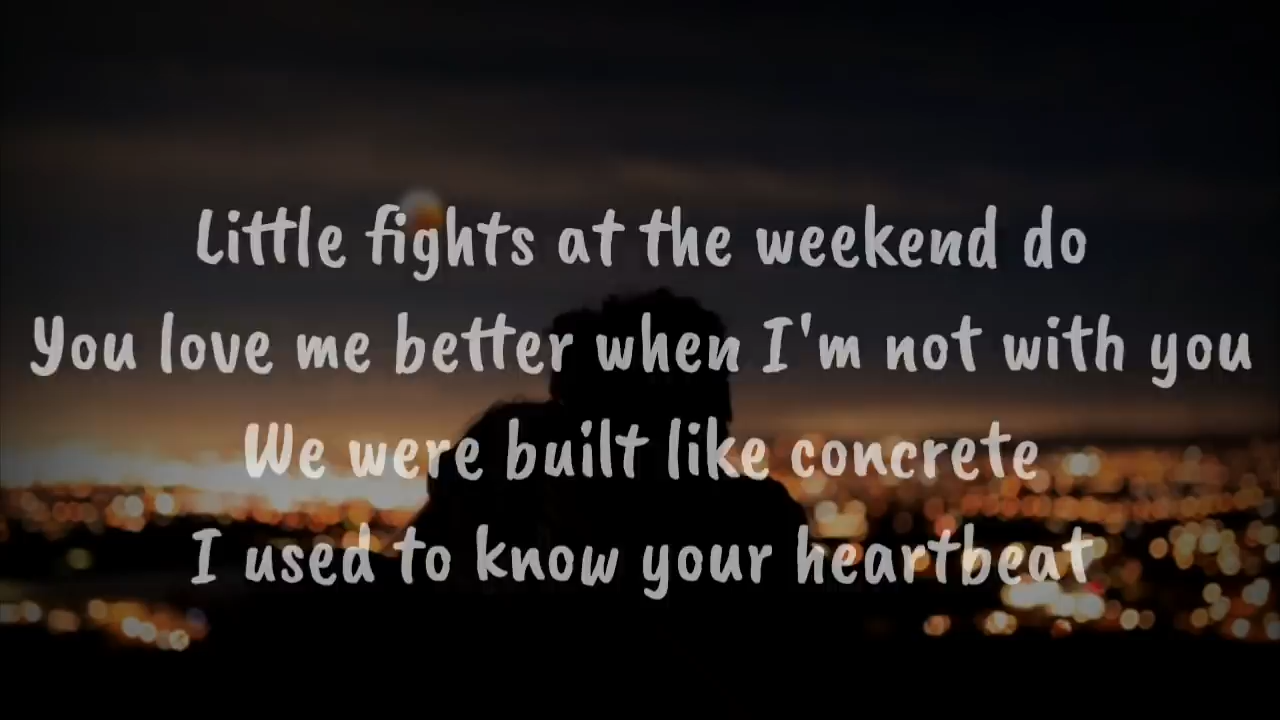 Little fights at the weekend do
You love me better when I'm not with you
We were built like concrete
I used to know your heartbeat